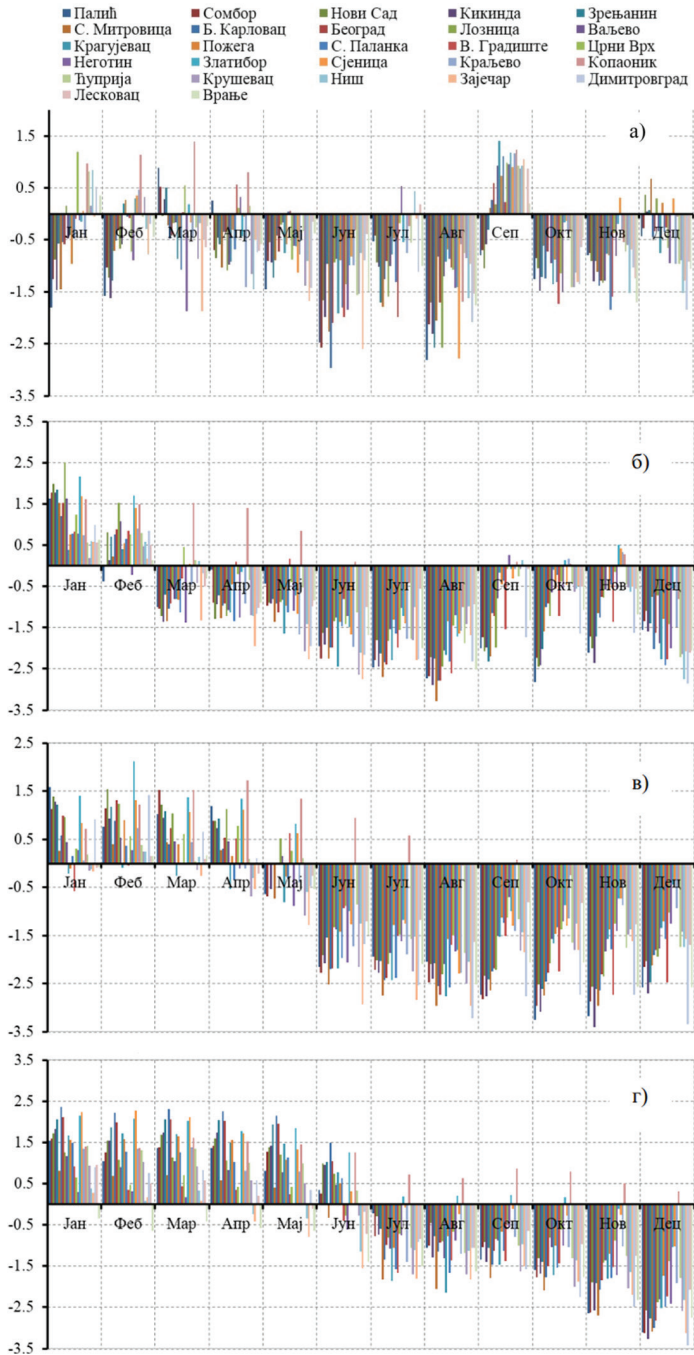 Палић Сомбор Нови Сад Кикинда Зрењанин
С. Митровица Б. Карловац Београд Лозница Ваљево
Крагујевац Пожега С. Паланка В. Градиште Црни Врх
Неготин Златибор Сјеница Краљево Копаоник
Ћуприја Крушевац Ниш Зајечар Димитровград
Лесковац Врање
а)
1.5
0.5
-0.5
-1.5
-2.5
-3.5
Јан Феб Мар Апр Мај Јун Јул Авг Сеп Окт Нов Дец
б)
3.5
2.5
1.5
0.5
-0.5
-1.5
-2.5
-3.5
Јан Феб Мар Апр Мај Јун Јул Авг Сеп Окт Нов Дец
в)
2.5
1.5
0.5
-0.5
-1.5
-2.5
-3.5
Јан Феб Мар Апр Мај Јун Јул Авг Сеп Окт Нов Дец
г)
3.5
2.5
1.5
0.5
-0.5
-1.5
-2.5
-3.5
Јан Феб Мар Апр Мај Јун Јул Авг Сеп Окт Нов Дец